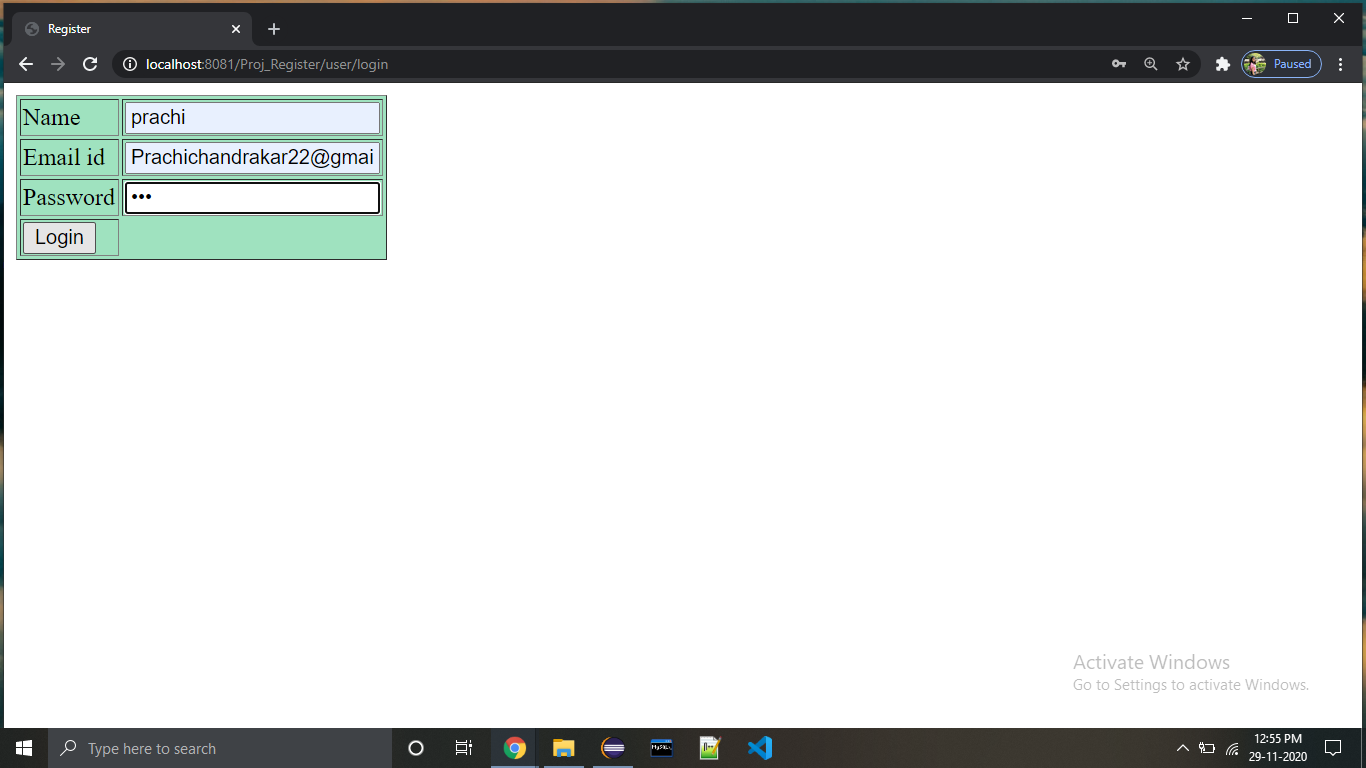 Register
localhost:8081/Proj_Register/user/login
Paused
Name prachi
Email id Prachichandrakar22@gmai
Password •••
Login
Activate Windows
Go to Settings to activate Windows.
Type here to search
12:55 PM
29-11-2020